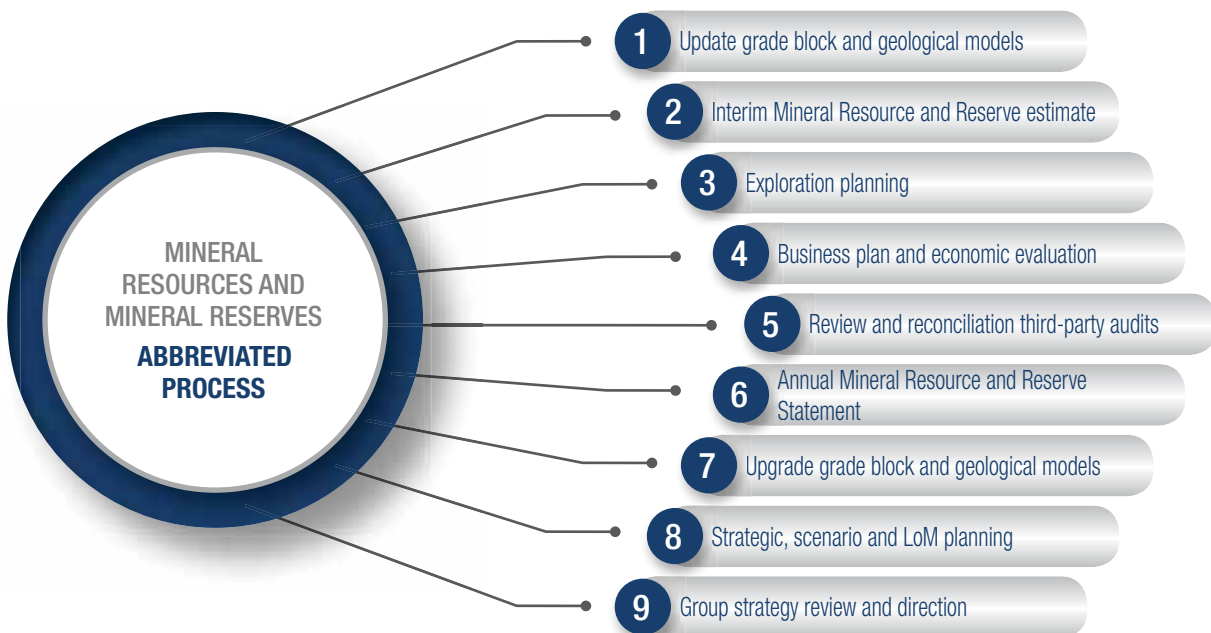 MINERAL
RESOURCES AND
MINERAL RESERVES
ABBREVIATED
PROCESS
1 Update grade block and geological models
2 Interim Mineral Resource and Reserve estimate
3 Exploration planning
4 Business plan and economic evaluation
5 Review and reconciliation third-party audits
6 Annual Mineral Resource and Reserve
Statement
7 Upgrade grade block and geological models
8 Strategic, scenario and LoM planning
9 Group strategy review and direction